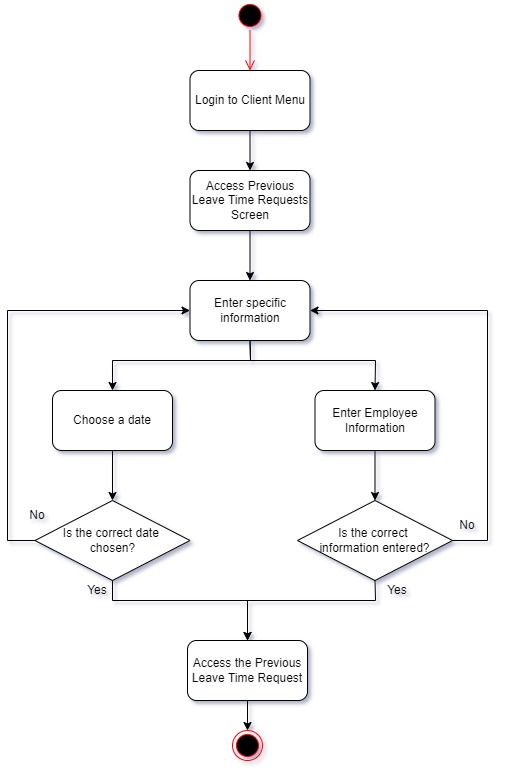 Login to Client Menu
Access Previous
Leave Time Requests
Screen
Enter specific
information
Choose a date
Enter Employee
Information
No
Is the correct date
chosen?
Is the correct
information entered?
No
Yes
Yes
Access the Previous
Leave Time Request